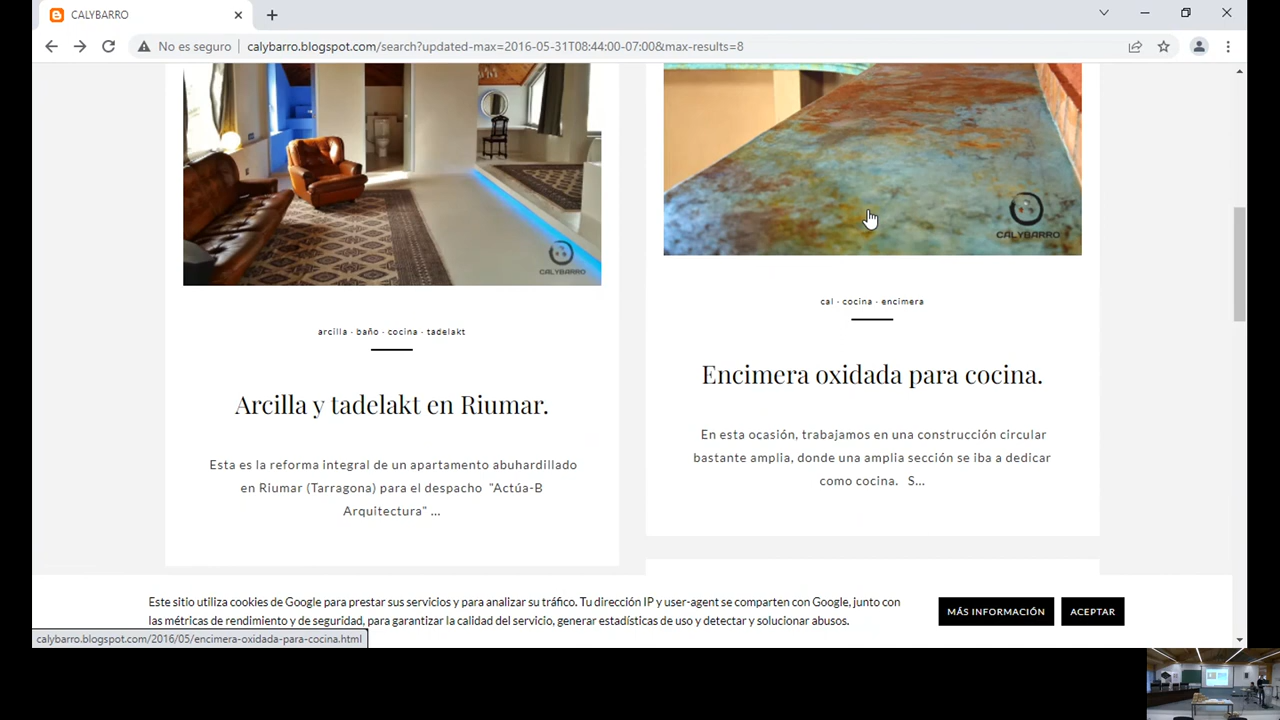 CALYBARRO
No es seguro
calybarro.blogspot.com/search?updated-max=2016-05-31T08:44:00-07:00&max-results=8
CALYBARRO
arcilla · baño · cocina · tadelakt
Arcilla y tadelakt en Riumar.
Esta es la reforma integral de un apartamento abuhardillado
en Riumar (Tarragona) para el despacho "Actúa-B
Arquitectura" ...
CALYBARRO
cal · cocina · encimera
Encimera oxidada para cocina.
En esta ocasión, trabajamos en una construcción circular
bastante amplia, donde una amplia sección se iba a dedicar
como cocina. S...
Este sitio utiliza cookies de Google para prestar sus servicios y para analizar su tráfico. Tu dirección IP y user-agent se comparten con Google, junto con
las métricas de rendimiento y de seguridad, para garantizar la calidad del servicio, generar estadísticas de uso y detectar y solucionar abusos.
MÁS INFORMACIÓN
ACEPTAR
calybarro.blogspot.com/2016/05/encimera-oxidada-para-cocina.html